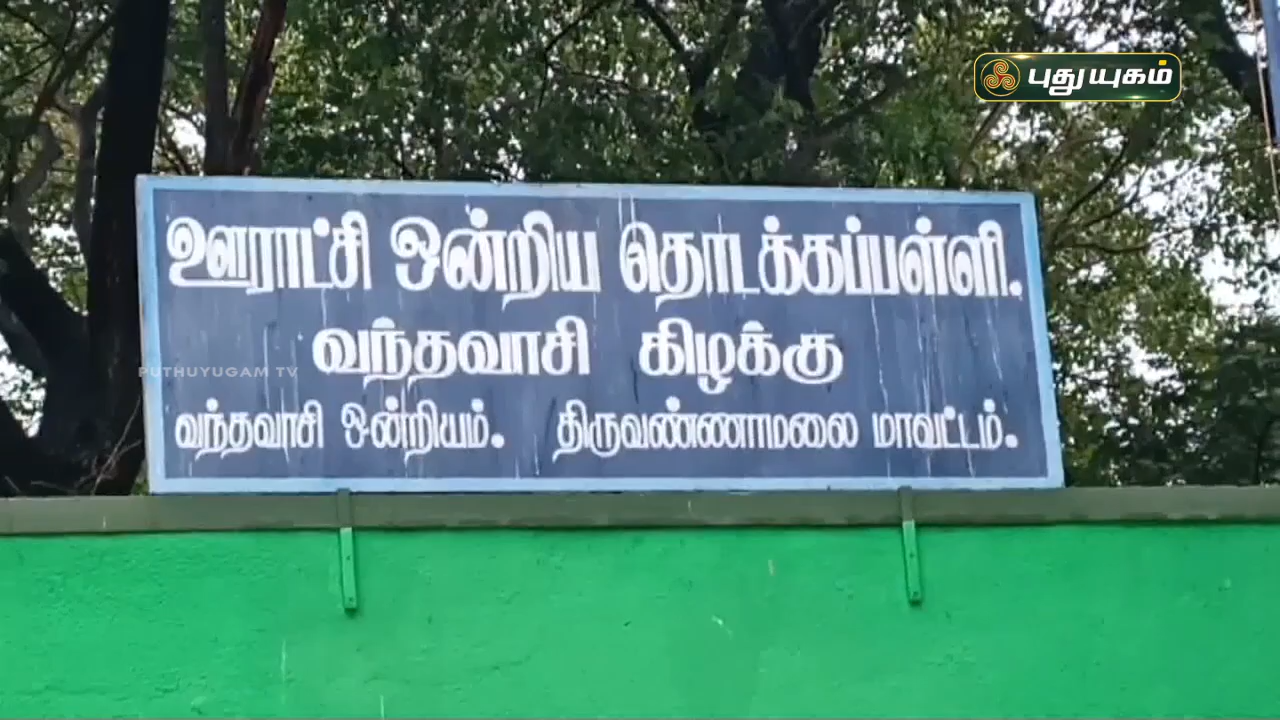 புதுயுகம்
ஊராட்சி ஒன்றிய தொடக்கப்பள்ளி.
வந்தவாசி கிழக்கு
PUTHUYUGAM TV
வந்தவாசி ஒன்றியம். திருவண்ணாமலை மாவட்டம்.